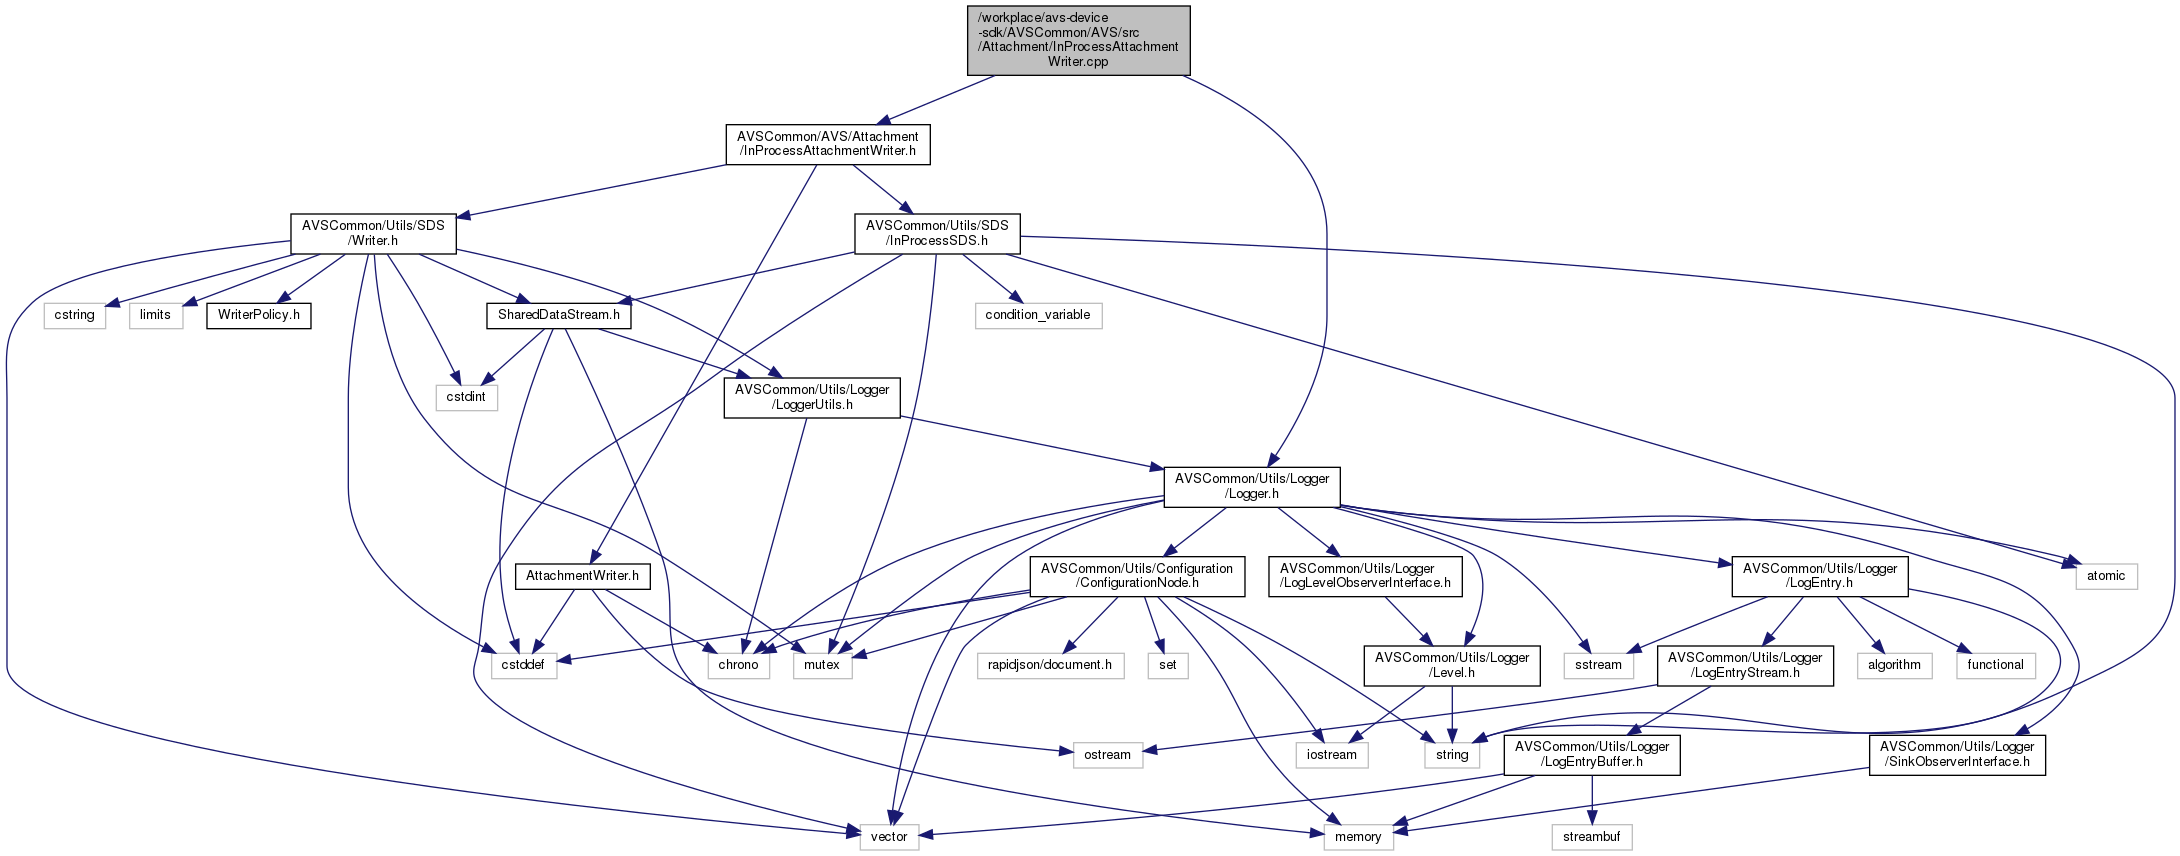 /workplace/avs-device
-sdk/AVSCommon/AVS/src
/Attachment/InProcessAttachment
Writer.cpp
AVSCommon/AVS/Attachment
/InProcessAttachmentWriter.h
AVSCommon/Utils/SDS
/Writer.h
AVSCommon/Utils/SDS
/InProcessSDS.h
cstring
limits
WriterPolicy.h
SharedDataStream.h
condition_variable
cstdint
AVSCommon/Utils/Logger
/LoggerUtils.h
AVSCommon/Utils/Logger
/Logger.h
AttachmentWriter.h
AVSCommon/Utils/Configuration
/ConfigurationNode.h
AVSCommon/Utils/Logger
/LogLevelObserverInterface.h
AVSCommon/Utils/Logger
/LogEntry.h
atomic
cstddef
chrono
mutex
rapidjson/document.h
set
AVSCommon/Utils/Logger
/Level.h
sstream
AVSCommon/Utils/Logger
/LogEntryStream.h
algorithm
functional
ostream
iostream
string
AVSCommon/Utils/Logger
/LogEntryBuffer.h
AVSCommon/Utils/Logger
/SinkObserverInterface.h
vector
memory
streambuf